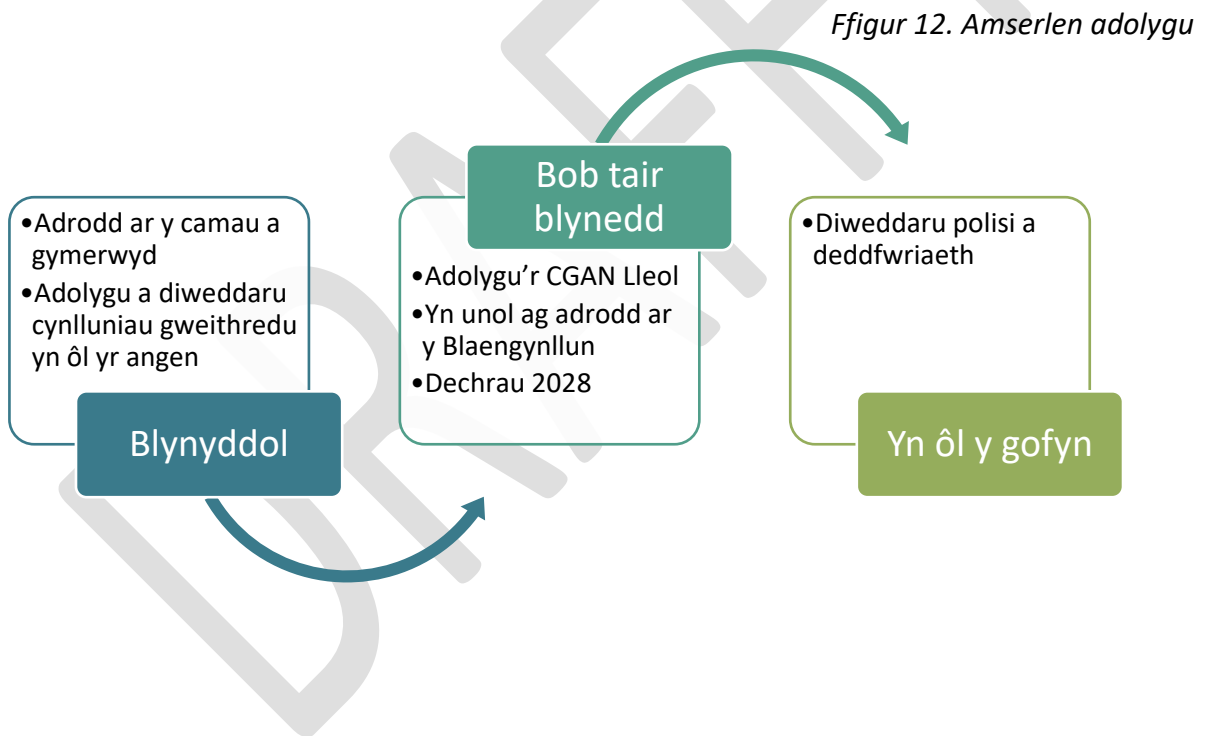 Ffigur 12. Amserlen adolygu
•Adrodd ar y camau a
gymerwyd
•Adolygu a diweddaru
cynlluniau gweithredu
yn ôl yr angen
Blynyddol
Bob tair
blynedd
•Adolygu’r CGAN Lleol
•Yn unol ag adrodd ar
y Blaengynllun
•Dechrau 2028
•Diweddaru polisi a
deddfwriaeth
Yn ôl y gofyn